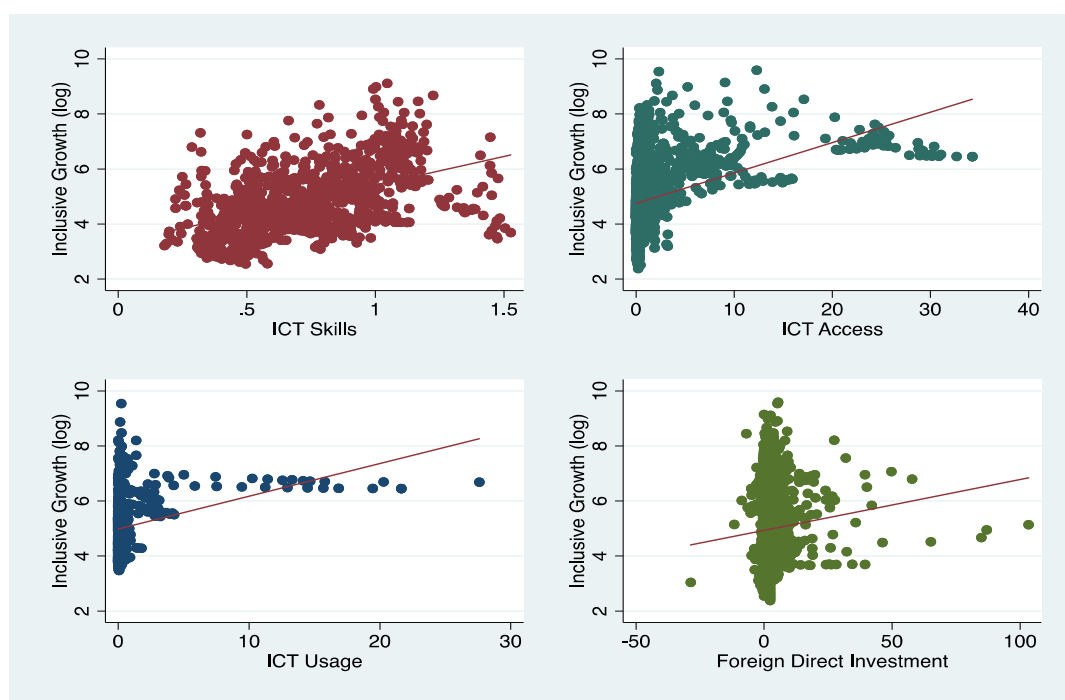 Inclusive Growth (log)
10
8
6
4
2
0 .5 1 1.5
ICT Skills
Inclusive Growth (log)
10
8
6
4
2
0 10 20 30 40
ICT Access
Inclusive Growth (log)
10
8
6
4
2
0 10 20 30
ICT Usage
Inclusive Growth (log)
10
8
6
4
2
-50 0 50 100
Foreign Direct Investment